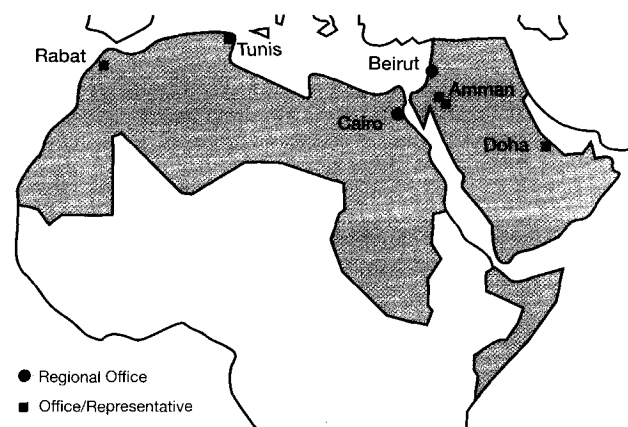 Tunis
Rabat
Beirut
Amman
Cairo
Doha
Regional Office
Office/Representative